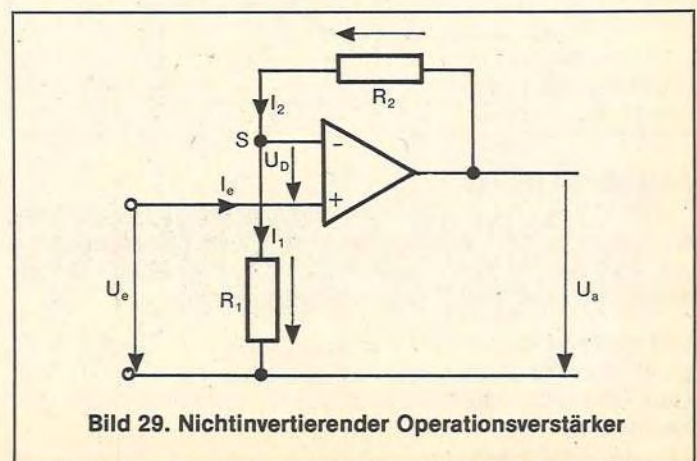 R₂
I₂
S
U_D
-
I_e
+
I₁
U_e
R₁
U_a
Bild 29. Nichtinvertierender Operationsverstärker